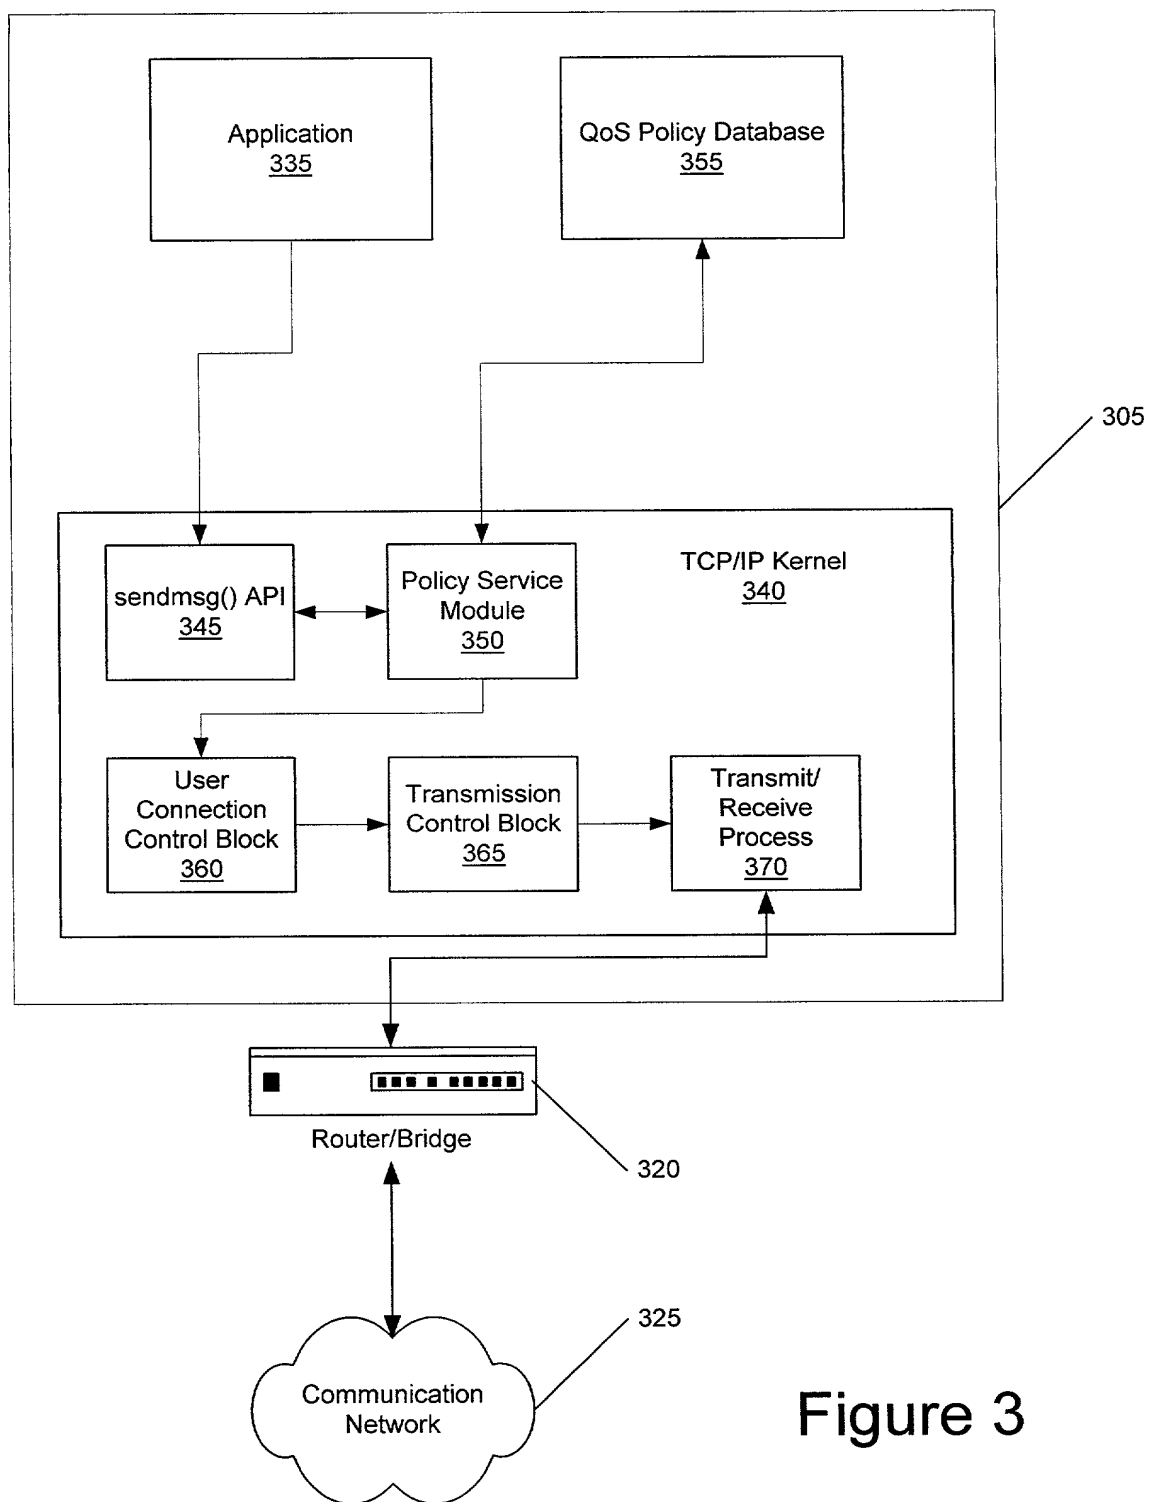 Application
335
QoS Policy Database
355
305
sendmsg() API
345
Policy Service
Module
350
TCP/IP Kernel
340
User
Connection
Control Block
360
Transmission
Control Block
365
Transmit/
Receive
Process
370
Router/Bridge
320
325
Communication
Network
Figure 3